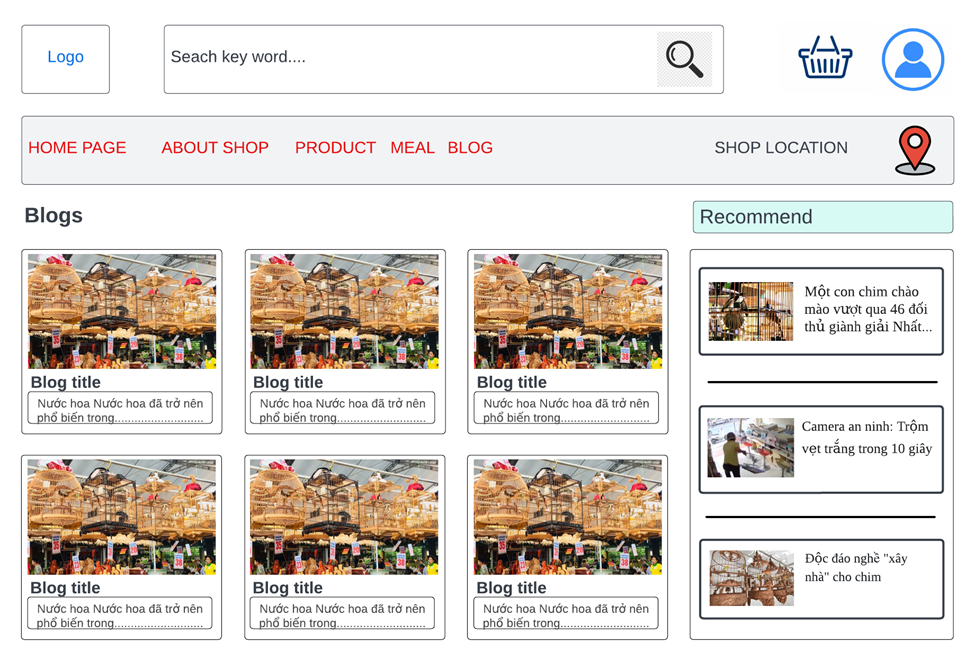 Logo
Seach key word....
HOME PAGE ABOUT SHOP PRODUCT MEAL BLOG SHOP LOCATION
Blogs
Recommend
Blog title
Nước hoa Nước hoa đã trở nên
phổ biến trong...........................
Blog title
Nước hoa Nước hoa đã trở nên
phổ biến trong...........................
Blog title
Nước hoa Nước hoa đã trở nên
phổ biến trong...........................
Một con chim chào
mào vượt qua 46 đối
thủ giành giải Nhất...
Camera an ninh: Trộm
vẹt trắng trong 10 giây
Blog title
Nước hoa Nước hoa đã trở nên
phổ biến trong...........................
Blog title
Nước hoa Nước hoa đã trở nên
phổ biến trong...........................
Blog title
Nước hoa Nước hoa đã trở nên
phổ biến trong...........................
Độc đáo nghề "xây
nhà" cho chim